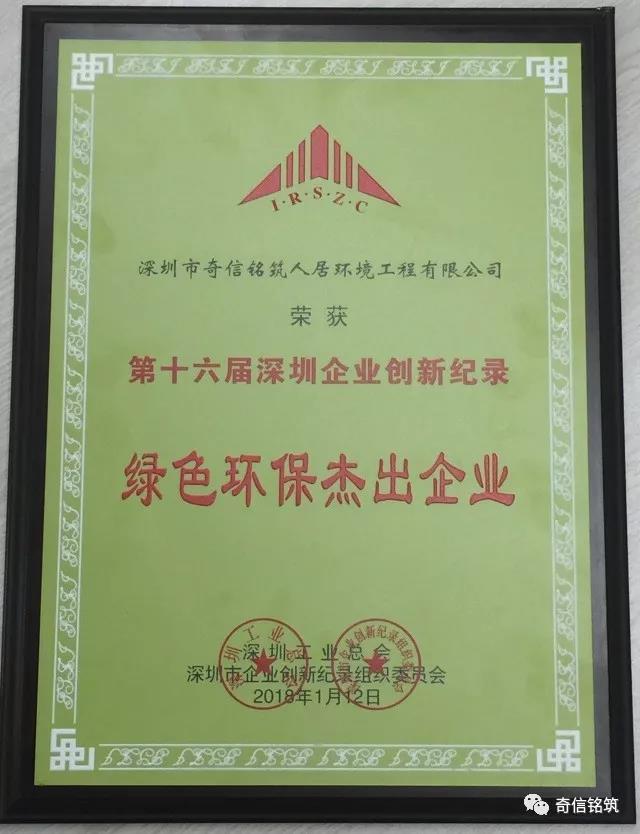 I·R·S·Z·C
深圳市奇信铭筑人居环境工程有限公司
荣获
第十六届深圳企业创新纪录
绿色环保杰出企业
深圳工业总会
深圳市企业创新纪录组织委员会
2018年1月12日
奇信铭筑